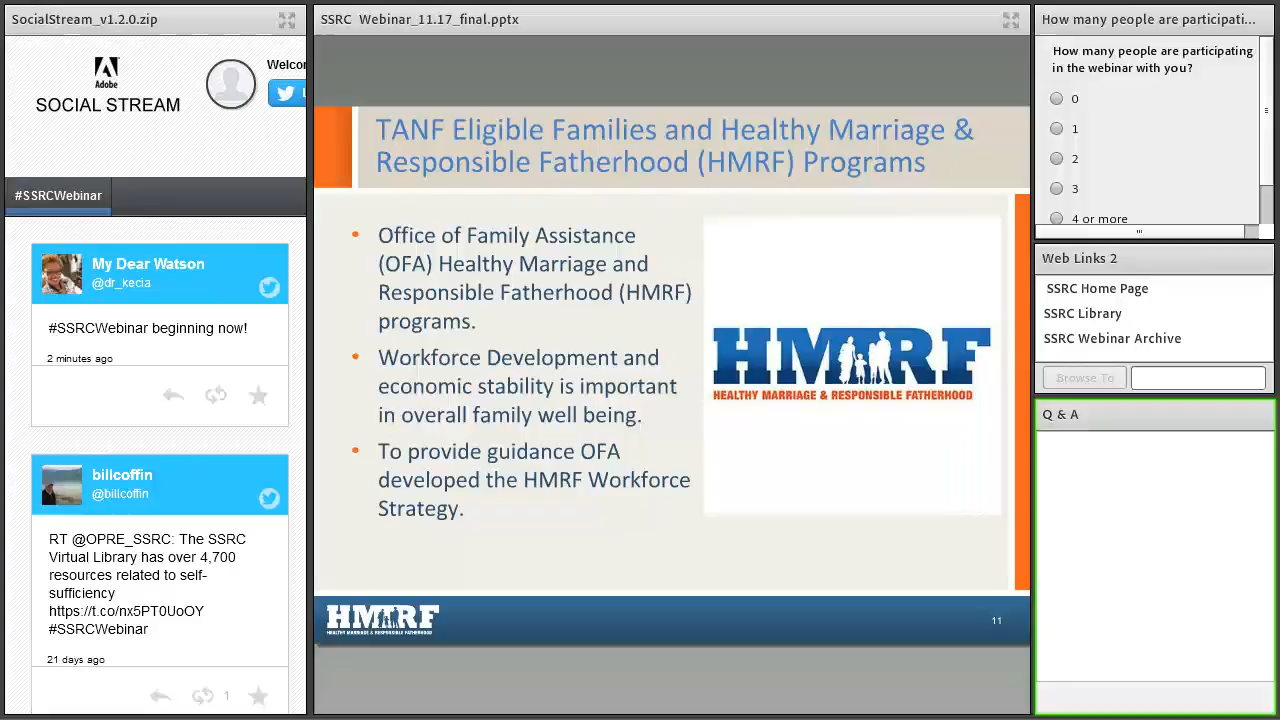 SocialStream_v1.2.0.zip
Adobe
SOCIAL STREAM
Welcor
#SSRCWebinar
My Dear Watson
@dr_kecia
#SSRCWebinar beginning now!
2 minutes ago
billcoffin
@billcoffin
RT @OPRE_SSRC: The SSRC
Virtual Library has over 4,700
resources related to self-
sufficiency
https://t.co/nx5PT0UoOY
#SSRCWebinar
21 days ago
1
SSRC Webinar_11.17_final.pptx
TANF Eligible Families and Healthy Marriage &
Responsible Fatherhood (HMRF) Programs
• Office of Family Assistance
(OFA) Healthy Marriage and
Responsible Fatherhood (HMRF)
programs.
• Workforce Development and
economic stability is important
in overall family well being.
• To provide guidance OFA
developed the HMRF Workforce
Strategy.
HMRF
HEALTHY MARRIAGE & RESPONSIBLE FATHERHOOD
HMRF
HEALTHY MARRIAGE & RESPONSIBLE FATHERHOOD
11
How many people are participati...
How many people are participating
in the webinar with you?
0
1
2
3
4 or more
Web Links 2
SSRC Home Page
SSRC Library
SSRC Webinar Archive
Browse To
Q & A